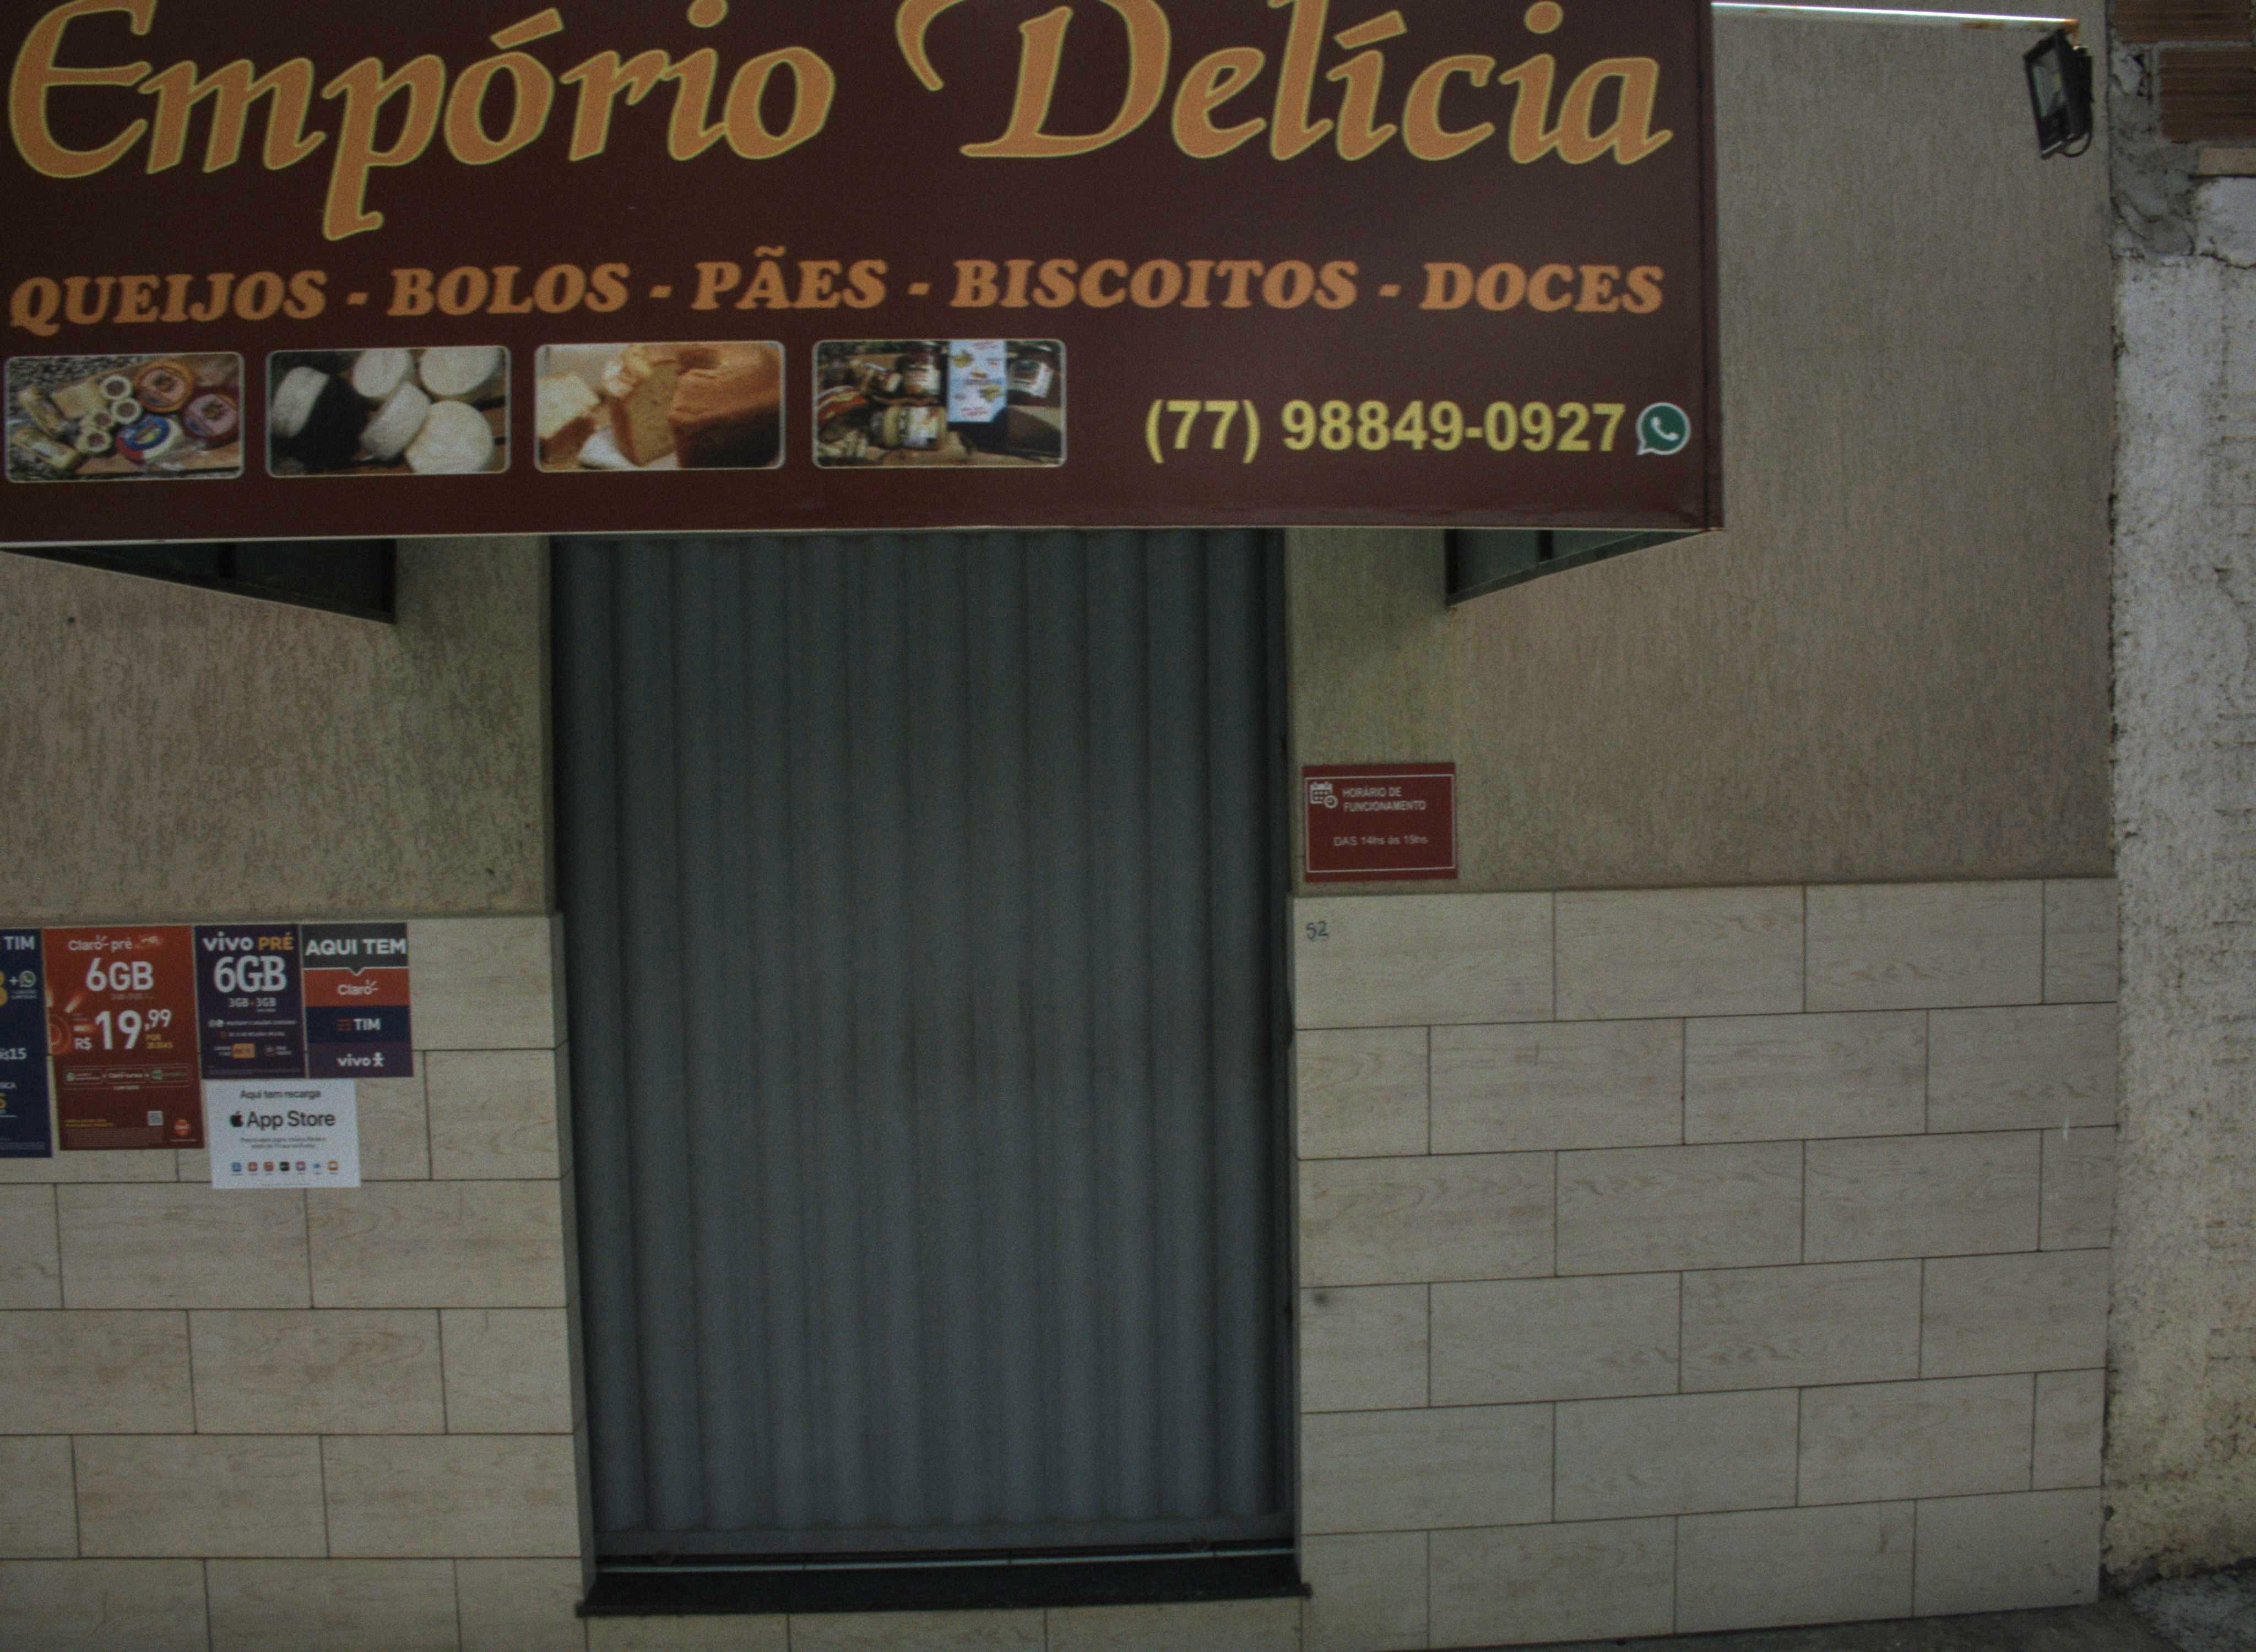 Empório Delícia
QUEIJOS - BOLOS - PÃES - BISCOITOS - DOCES
(77) 98849-0927
HORÁRIO DE
FUNCIONAMENTO
DAS 14hs às 19hs
52
TIM
Claro- pré
6GB
R$ 19,99
POR
vivo PRÉ
6GB
3GB + 3GB
AQUI TEM
Claro-
TIM
vivo
Aqui tem recarga
App Store